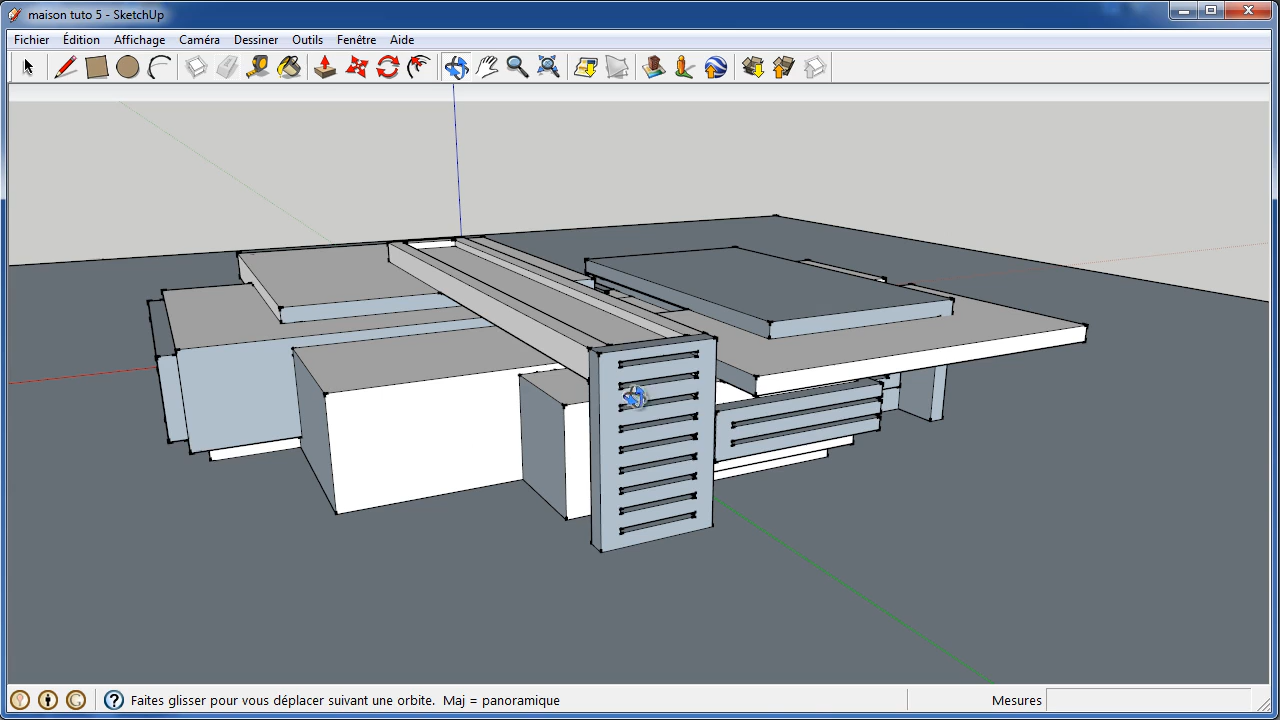 maison tuto 5 - SketchUp
Fichier Édition Affichage Caméra Dessiner Outils Fenêtre Aide
Faites glisser pour vous déplacer suivant une orbite. Maj = panoramique
Mesures